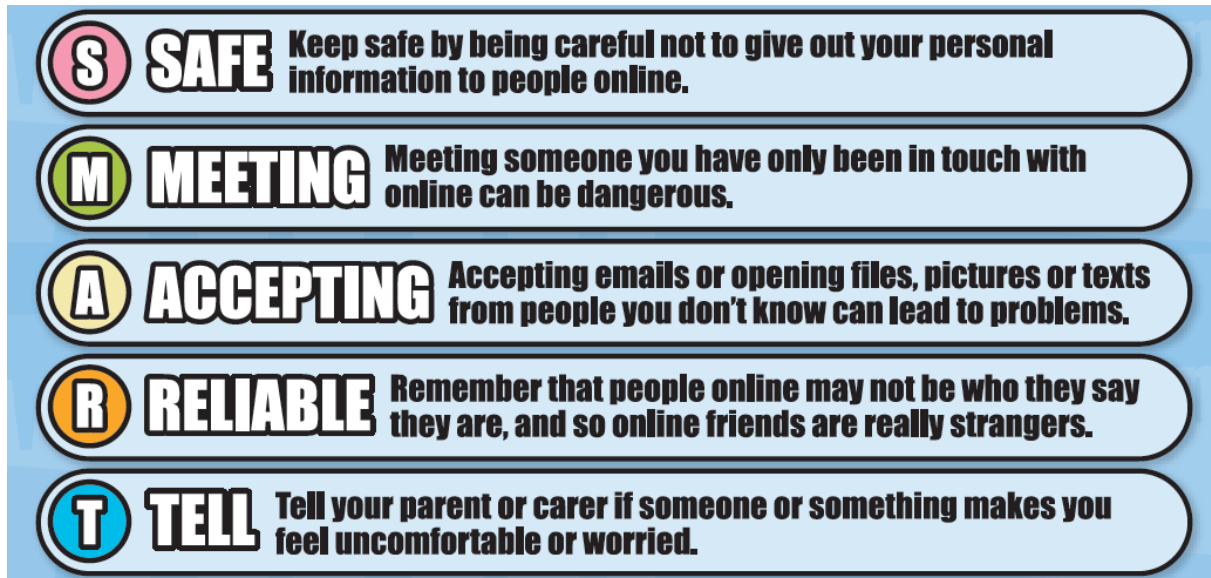 S SAFE Keep safe by being careful not to give out your personal
information to people online.
M MEETING Meeting someone you have only been in touch with
online can be dangerous.
A ACCEPTING Accepting emails or opening files, pictures or texts
from people you don't know can lead to problems.
R RELIABLE Remember that people online may not be who they say
they are, and so online friends are really strangers.
T TELL Tell your parent or carer if someone or something makes you
feel uncomfortable or worried.